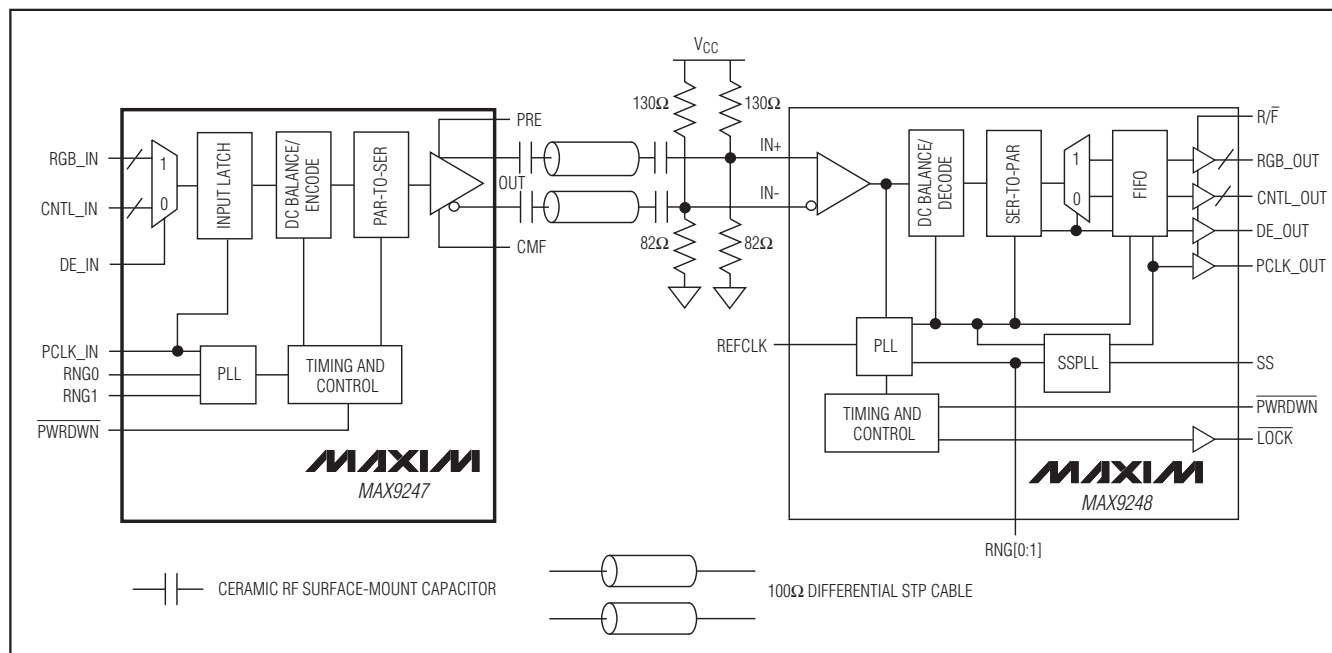 VCC
130Ω
130Ω
PRE
RGB_IN
1
CNTL_IN
0
DE_IN
INPUT LATCH
DC BALANCE/
ENCODE
PAR-TO-SER
OUT
CMF
PCLK_IN
RNG0
RNG1
PWRDWN
PLL
TIMING AND
CONTROL
MAXIM
MAX9247
IN+
IN-
82Ω
82Ω
R/F
DC BALANCE/
DECODE
SER-TO-PAR
1
0
FIFO
RGB_OUT
CNTL_OUT
DE_OUT
PCLK_OUT
REFCLK
PLL
SSPLL
SS
TIMING AND
CONTROL
PWRDWN
LOCK
MAXIM
MAX9248
RNG[0:1]
CERAMIC RF SURFACE-MOUNT CAPACITOR
100Ω DIFFERENTIAL STP CABLE